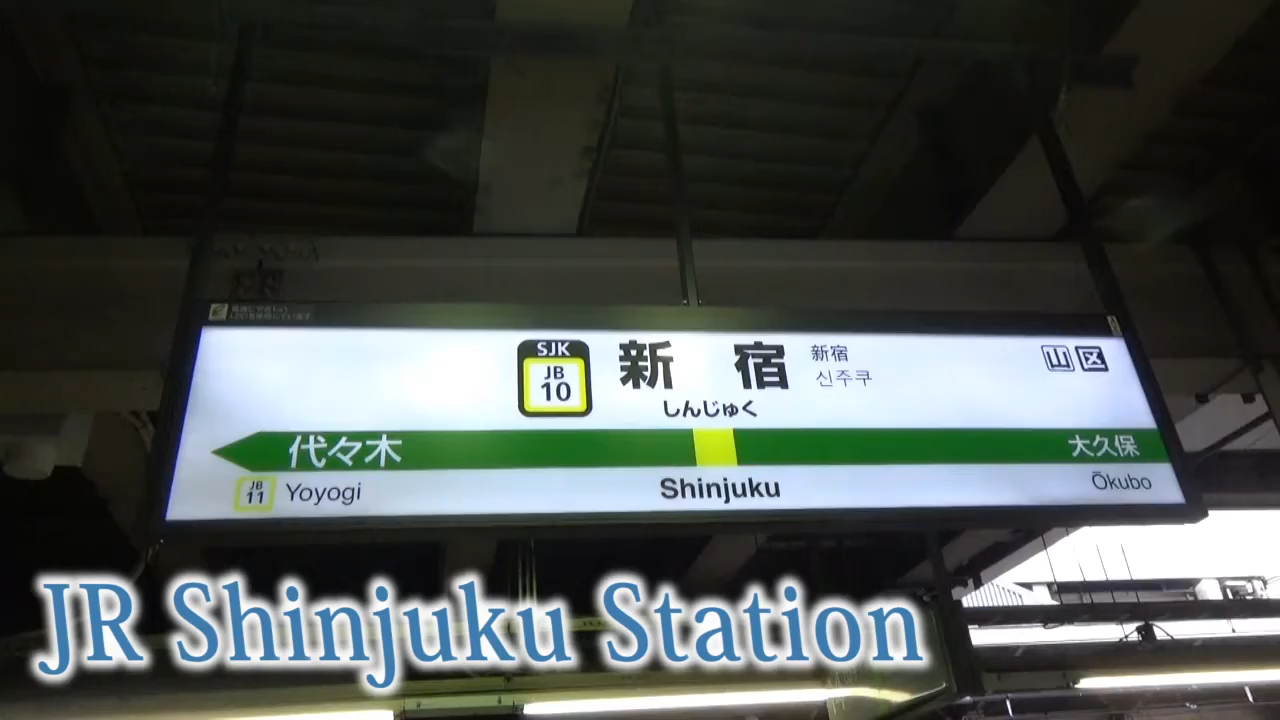 SJK
JB
10
新宿
新宿
신주쿠
山区
しんじゅく
代々木
大久保
JB
11
Yoyogi
Shinjuku
Ōkubo
JR Shinjuku Station